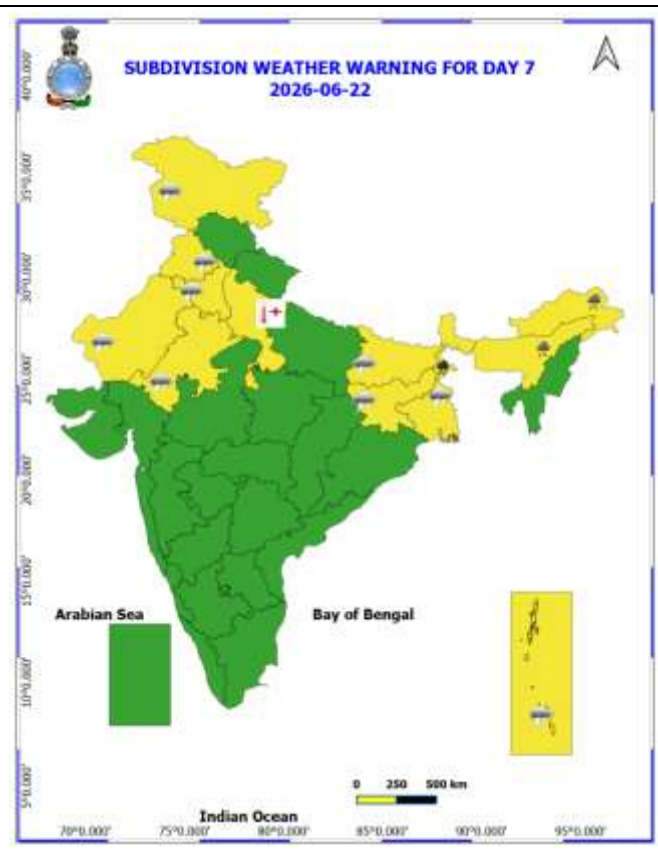 SUBDIVISION WEATHER WARNING FOR DAY 7
2026-06-22
40°0.000'
35°0.000'
30°0.000'
25°0.000'
20°0.000'
Arabian Sea
Bay of Bengal
15°0.000'
10°0.000'
0 250 500 km
5°0.000'
Indian Ocean
70°0.000' 75°0.000' 80°0.000' 85°0.000' 90°0.000' 95°0.000'